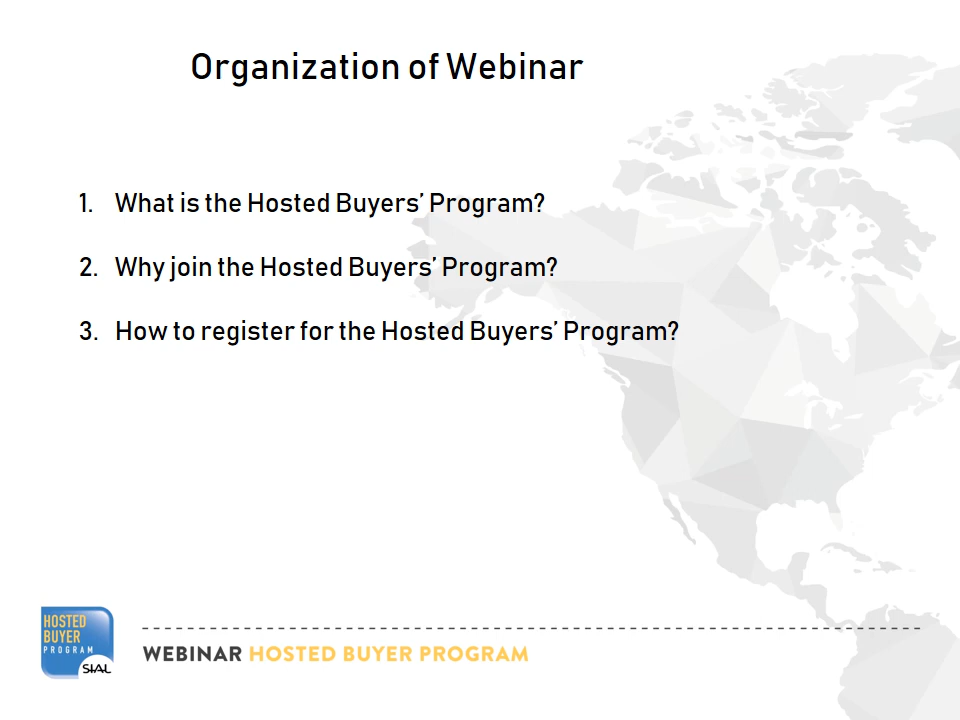 Organization of Webinar
1. What is the Hosted Buyers’ Program?
2. Why join the Hosted Buyers’ Program?
3. How to register for the Hosted Buyers’ Program?
HOSTED
BUYER
PROGRAM
SIAL
WEBINAR HOSTED BUYER PROGRAM